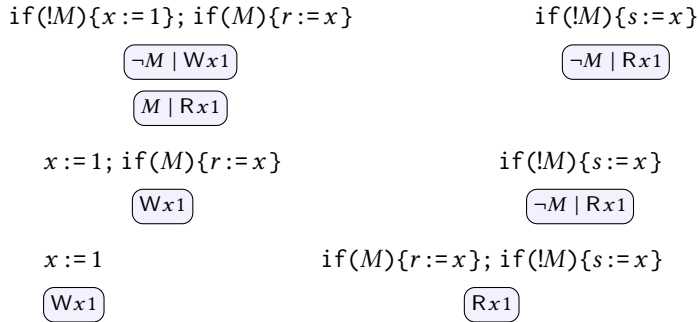 if(!M){x := 1}; if(M){r := x} if(!M){s := x}
¬M | Wx1 ¬M | Rx1
M | Rx1
x := 1; if(M){r := x} if(!M){s := x}
Wx1 ¬M | Rx1
x := 1 if(M){r := x}; if(!M){s := x}
Wx1 Rx1